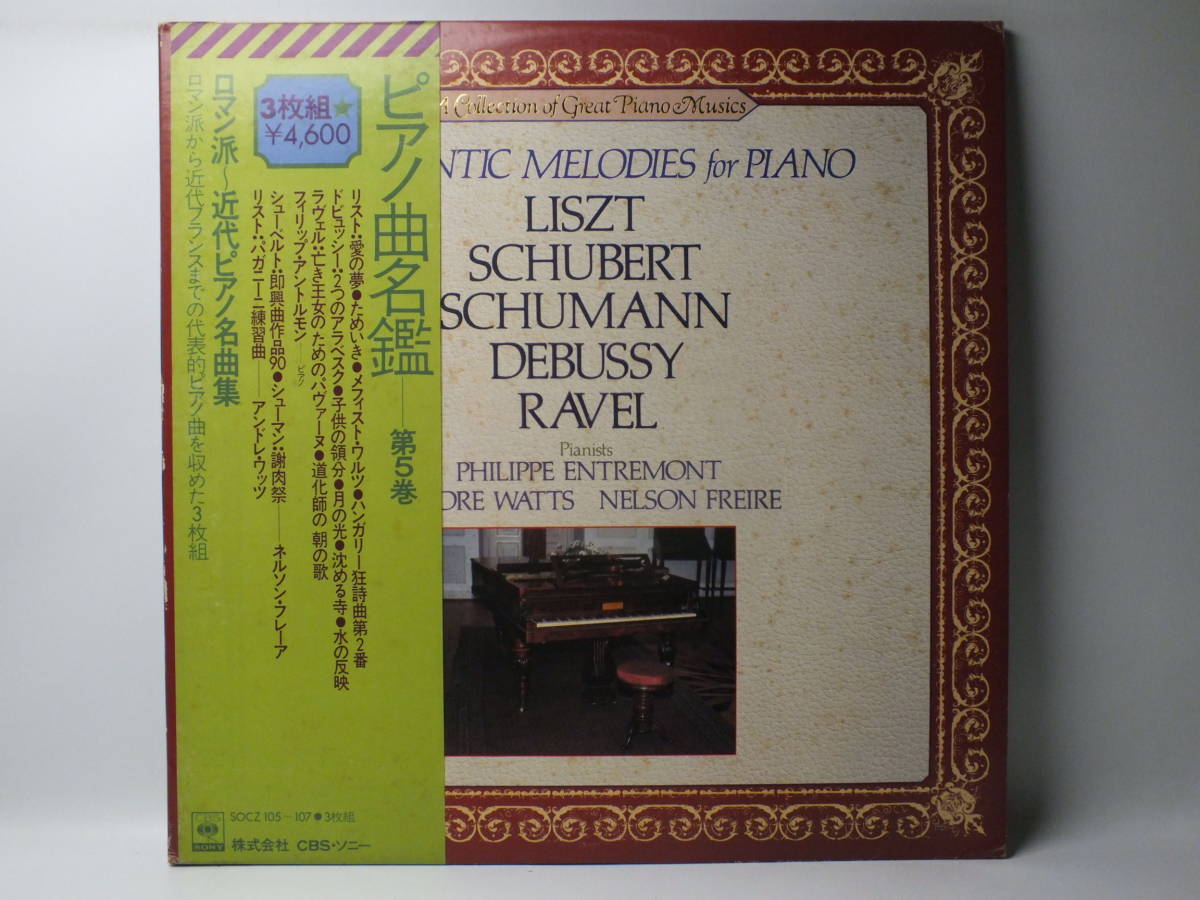 ピアノ曲名鑑——第5巻
3枚組★
¥4,600
リスト:愛の夢●ためいき●メフィスト・ワルツ●ハンガリー狂詩曲第2番
ドビュッシー:2つのアラベスク●子供の領分●月の光●沈める寺●水の反映
ラヴェル:亡き王女のためのパヴァーヌ●道化師の朝の歌
フィリップ・アントルモン——ピアノ
シューベルト:即興曲作品90●シューマン:謝肉祭——ネルソン・フレーア
リスト:パガニーニ練習曲——アンドレ・ウッツ
ロマン派〜近代ピアノ名曲集
ロマン派から近代フランスまでの代表的ピアノ曲を収めた3枚組
CBS
SONY
SOCZ 105〜107●3枚組
株式会社 CBS・ソニー
A Collection of Great Piano Musics
NTIC MELODIES for PIANO
LISZT
SCHUBERT
SCHUMANN
DEBUSSY
RAVEL
Pianists
PHILIPPE ENTREMONT
DRE WATTS NELSON FREIRE